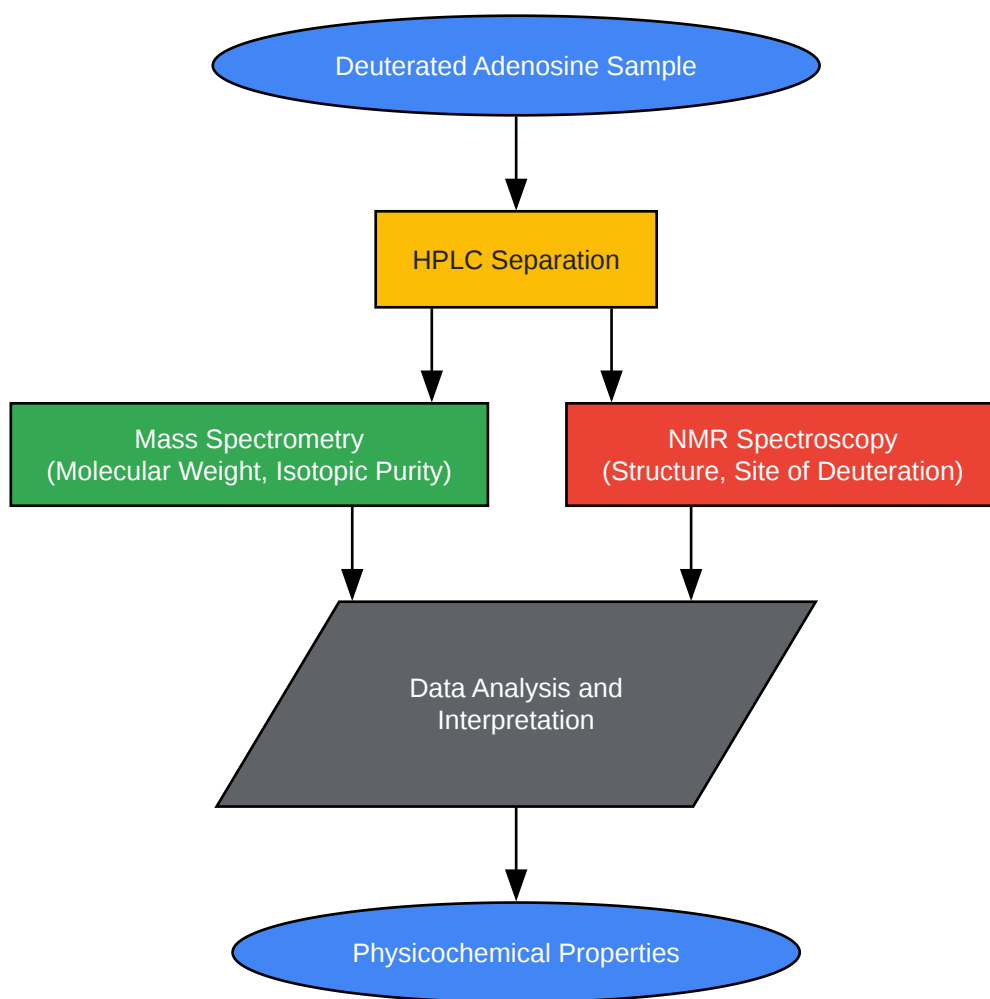 Deuterated Adenosine Sample
HPLC Separation
Mass Spectrometry
(Molecular Weight, Isotopic Purity)
NMR Spectroscopy
(Structure, Site of Deuteration)
Data Analysis and
Interpretation
Physicochemical Properties